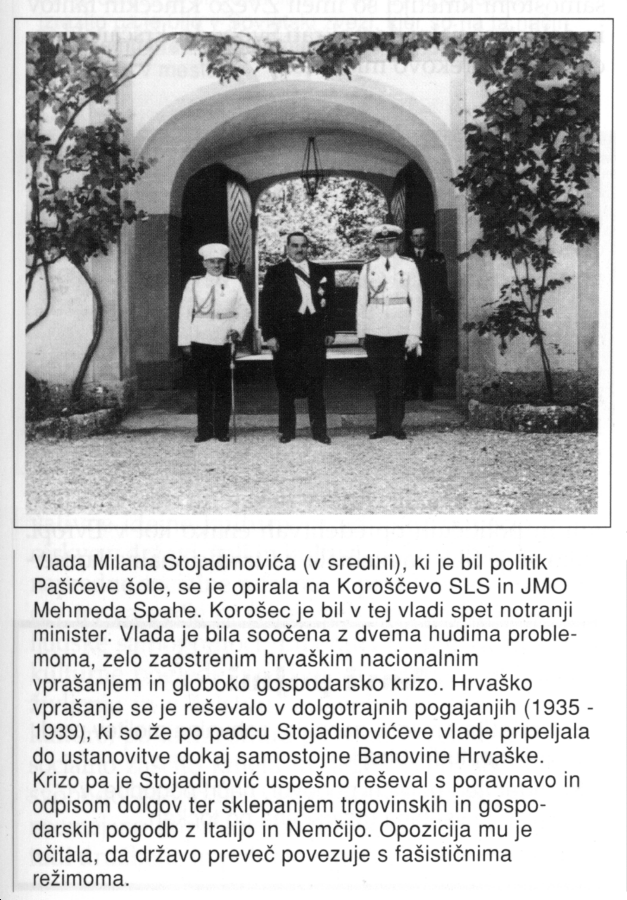 Vlada Milana Stojadinovića (v sredini), ki je bil politik
Pašićeve šole, se je opirala na Koroščevo SLS in JMO
Mehmeda Spahe. Korošec je bil v tej vladi spet notranji
minister. Vlada je bila soočena z dvema hudima proble-
moma, zelo zaostrenim hrvaškim nacionalnim
vprašanjem in globoko gospodarsko krizo. Hrvaško
vprašanje se je reševalo v dolgotrajnih pogajanjih (1935 -
1939), ki so že po padcu Stojadinovićeve vlade pripeljala
do ustanovitve dokaj samostojne Banovine Hrvaške.
Krizo pa je Stojadinović uspešno reševal s poravnavo in
odpisom dolgov ter sklepanjem trgovinskih in gospo-
darskih pogodb z Italijo in Nemčijo. Opozicija mu je
očitala, da državo preveč povezuje s fašističnima
režimoma.